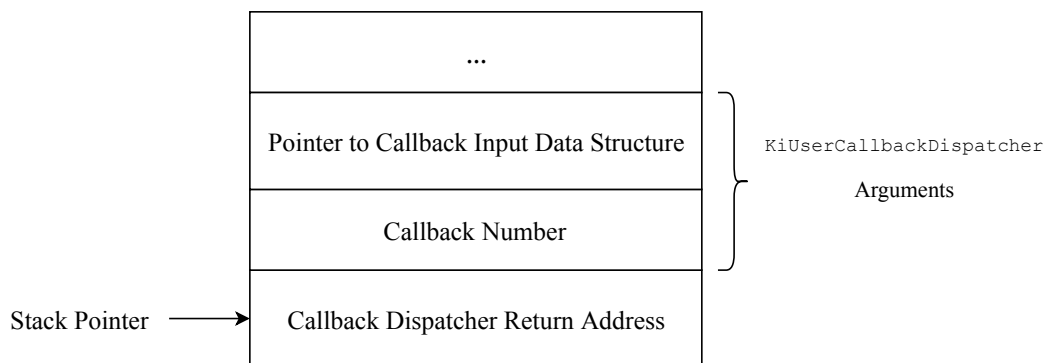 ...
Pointer to Callback Input Data Structure
KiUserCallbackDispatcher
Arguments
Callback Number
Stack Pointer
Callback Dispatcher Return Address